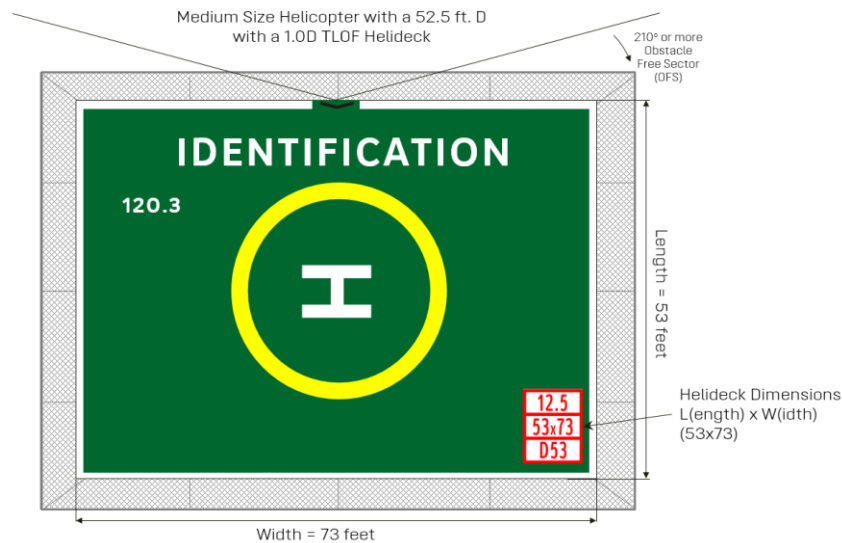 Medium Size Helicopter with a 52.5 ft. D
with a 1.0D TLOF Helideck
210° or more
Obstacle
Free Sector
(OFS)
IDENTIFICATION
120.3
H
Length = 53 feet
12.5
53x73
D53
Helideck Dimensions
L(ength) x W(idth)
(53x73)
Width = 73 feet